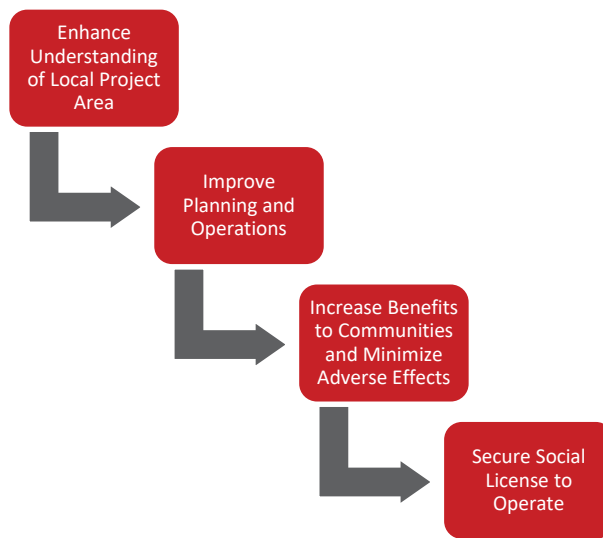 Enhance
Understanding
of Local Project
Area
Improve
Planning and
Operations
Increase Benefits
to Communities
and Minimize
Adverse Effects
Secure Social
License to
Operate